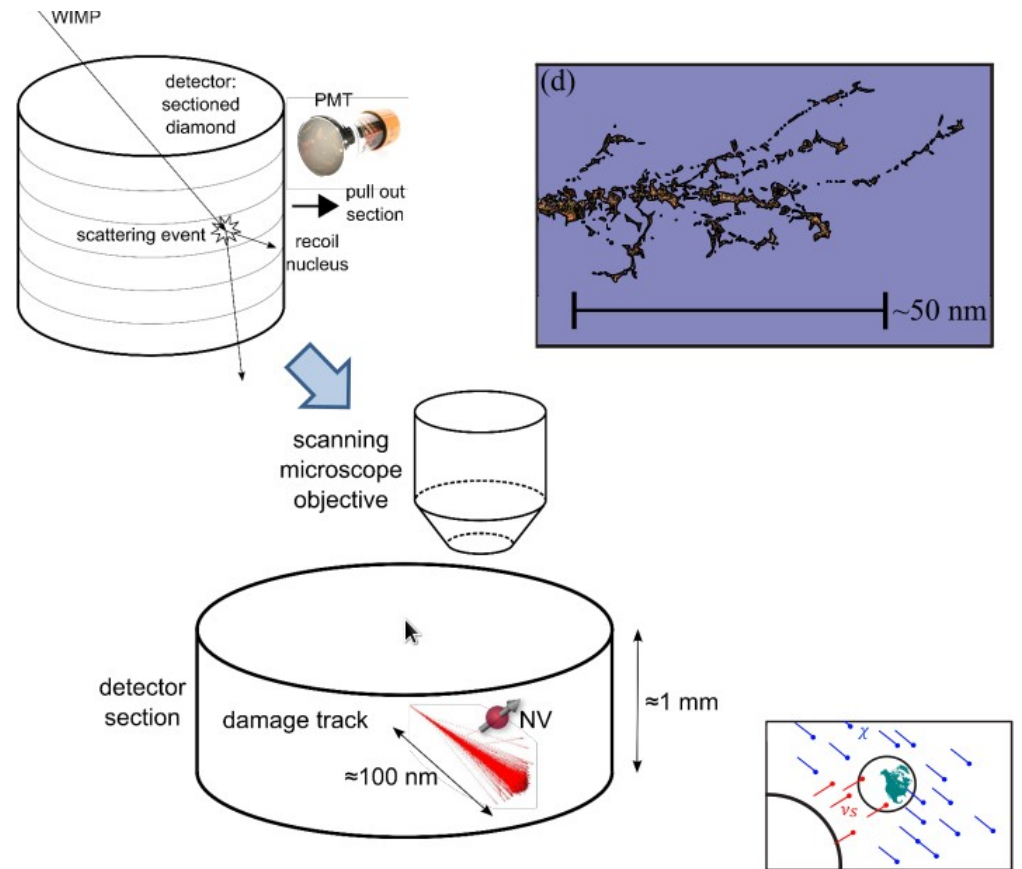 WIMP
detector:
sectioned
diamond
PMT
pull out
section
scattering event
recoil
nucleus
(d)
~50 nm
scanning
microscope
objective
detector
section
damage track
NV
≈1 mm
≈100 nm
χ
νS